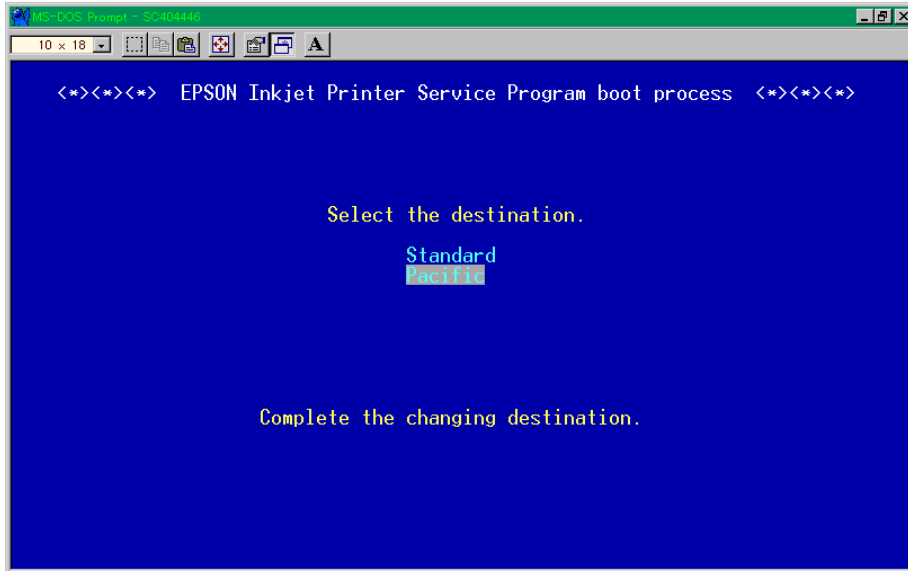 MS-DOS Prompt - SC404446
10 x 18
A
<*><*><*> EPSON Inkjet Printer Service Program boot process <*><*><*>
Select the destination.
Standard
Pacific
Complete the changing destination.